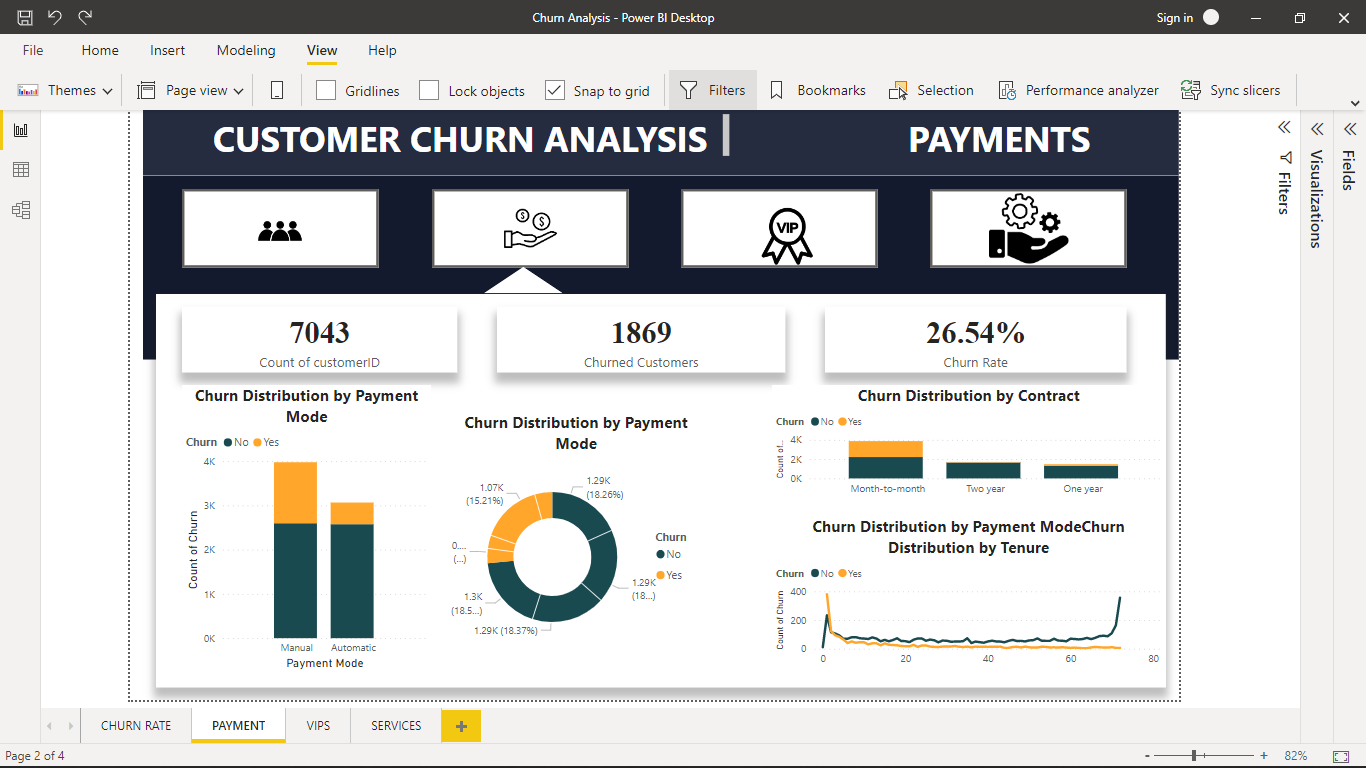 Churn Analysis - Power BI Desktop
Sign in
File
Home
Insert
Modeling
View
Help
Themes
Page view
Gridlines
Lock objects
Snap to grid
Filters
Bookmarks
Selection
Performance analyzer
Sync slicers
CUSTOMER CHURN ANALYSIS
PAYMENTS
VIP
7043
Count of customerID
1869
Churned Customers
26.54%
Churn Rate
Churn Distribution by Payment
Mode
Churn No Yes
4K
3K
2K
1K
0K
Count of Churn
Manual
Automatic
Payment Mode
Churn Distribution by Payment
Mode
1.29K
(18.26%)
1.29K
(18...)
1.29K (18.37%)
1.3K
(18.5...)
0....
(...)
1.07K
(15.21%)
Churn
No
Yes
Churn Distribution by Contract
Churn No Yes
4K
2K
0K
Count of...
Month-to-month
Two year
One year
Churn Distribution by Payment ModeChurn
Distribution by Tenure
Churn No Yes
400
200
0
Count of Churn
0
20
40
60
80
Filters
Visualizations
Fields
CHURN RATE
PAYMENT
VIPS
SERVICES
Page 2 of 4
82%